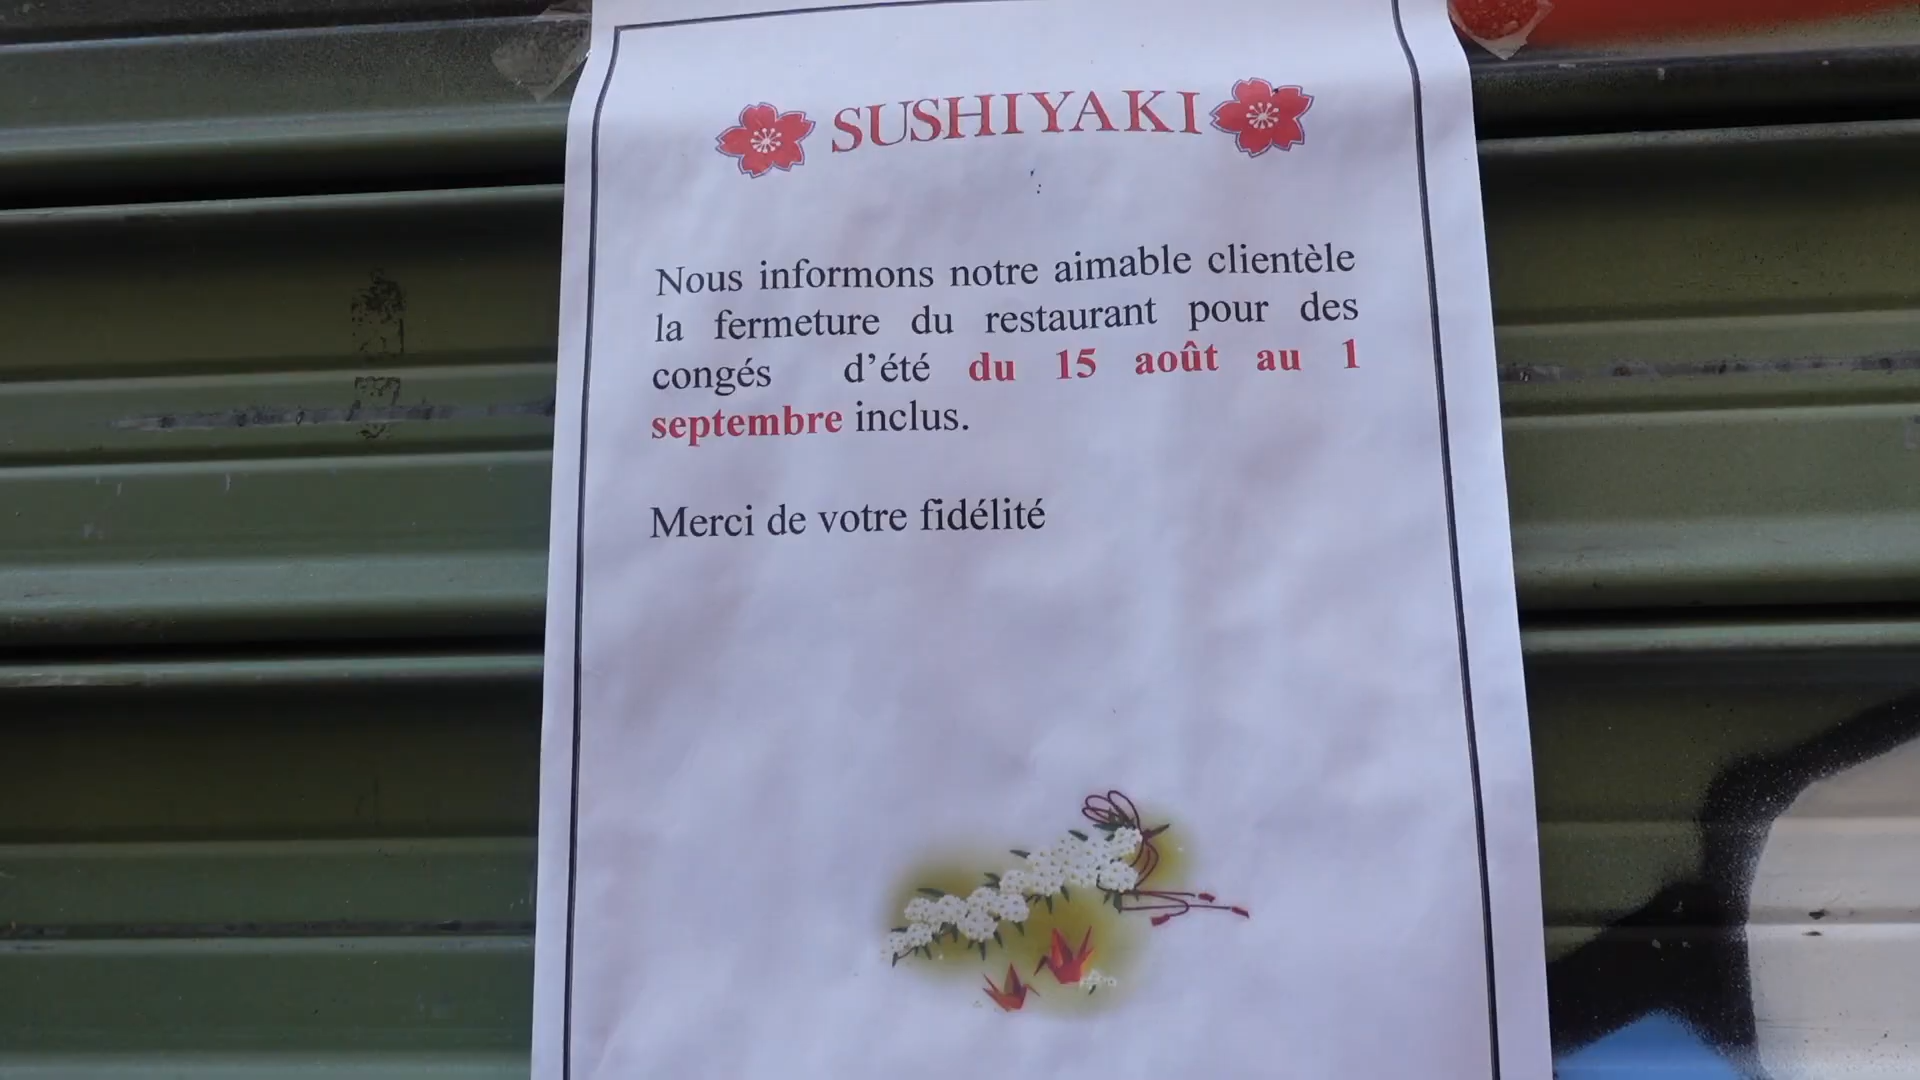 SUSHIYAKI
Nous informons notre aimable clientèle
la fermeture du restaurant pour des
congés d’été du 15 août au 1
septembre inclus.
Merci de votre fidélité